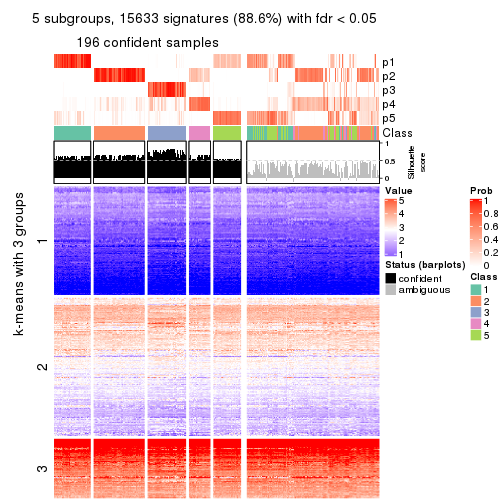 5 subgroups, 15633 signatures (88.6%) with fdr < 0.05
196 confident samples
p1
p2
p3
p4
p5
Class
1
0.5
0
Silhouette
score
k-means with 3 groups
1
2
3
Value
5
4
3
2
1
Status (barplots)
confident
ambiguous
Prob
1
0.8
0.6
0.4
0.2
0
Class
1
2
3
4
5